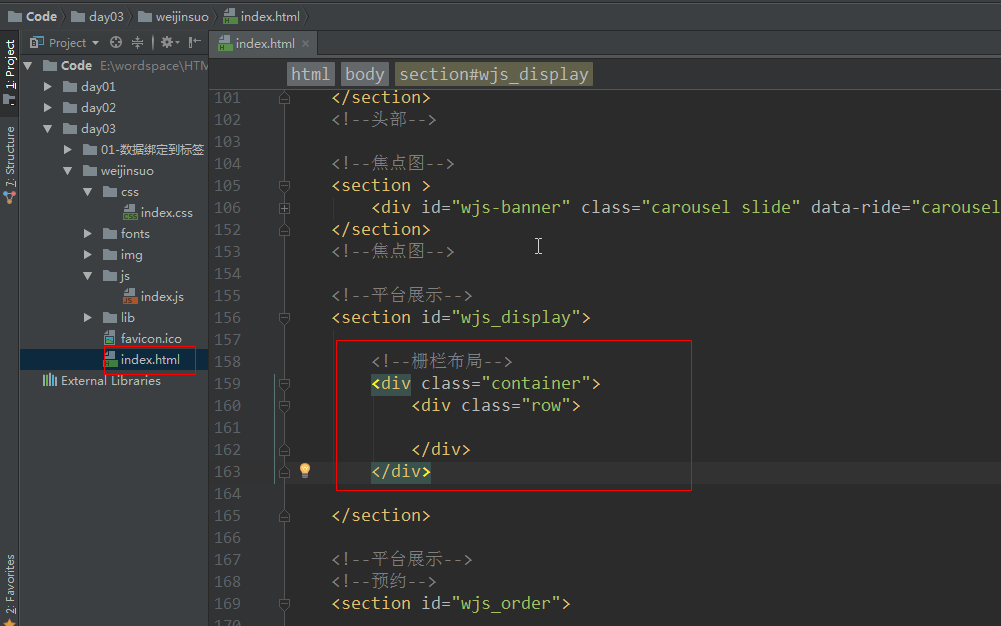 Code day03 weijinsuo index.html
1: Project
7: Structure
2: Favorites
Project
index.html
Code E:\wordspace\HTM
day01
day02
day03
01-数据绑定到标签
weijinsuo
css
index.css
fonts
img
js
index.js
lib
favicon.ico
index.html
External Libraries
html body section#wjs_display
101 </section>
102 <!--头部-->
103
104 <!--焦点图-->
105 <section >
106 <div id="wjs-banner" class="carousel slide" data-ride="carousel
152 </section>
153 <!--焦点图-->
154
155 <!--平台展示-->
156 <section id="wjs_display">
157
158 <!--栅栏布局-->
159 <div class="container">
160 <div class="row">
161
162 </div>
163 </div>
164
165 </section>
166
167 <!--平台展示-->
168 <!--预约-->
169 <section id="wjs_order">
170